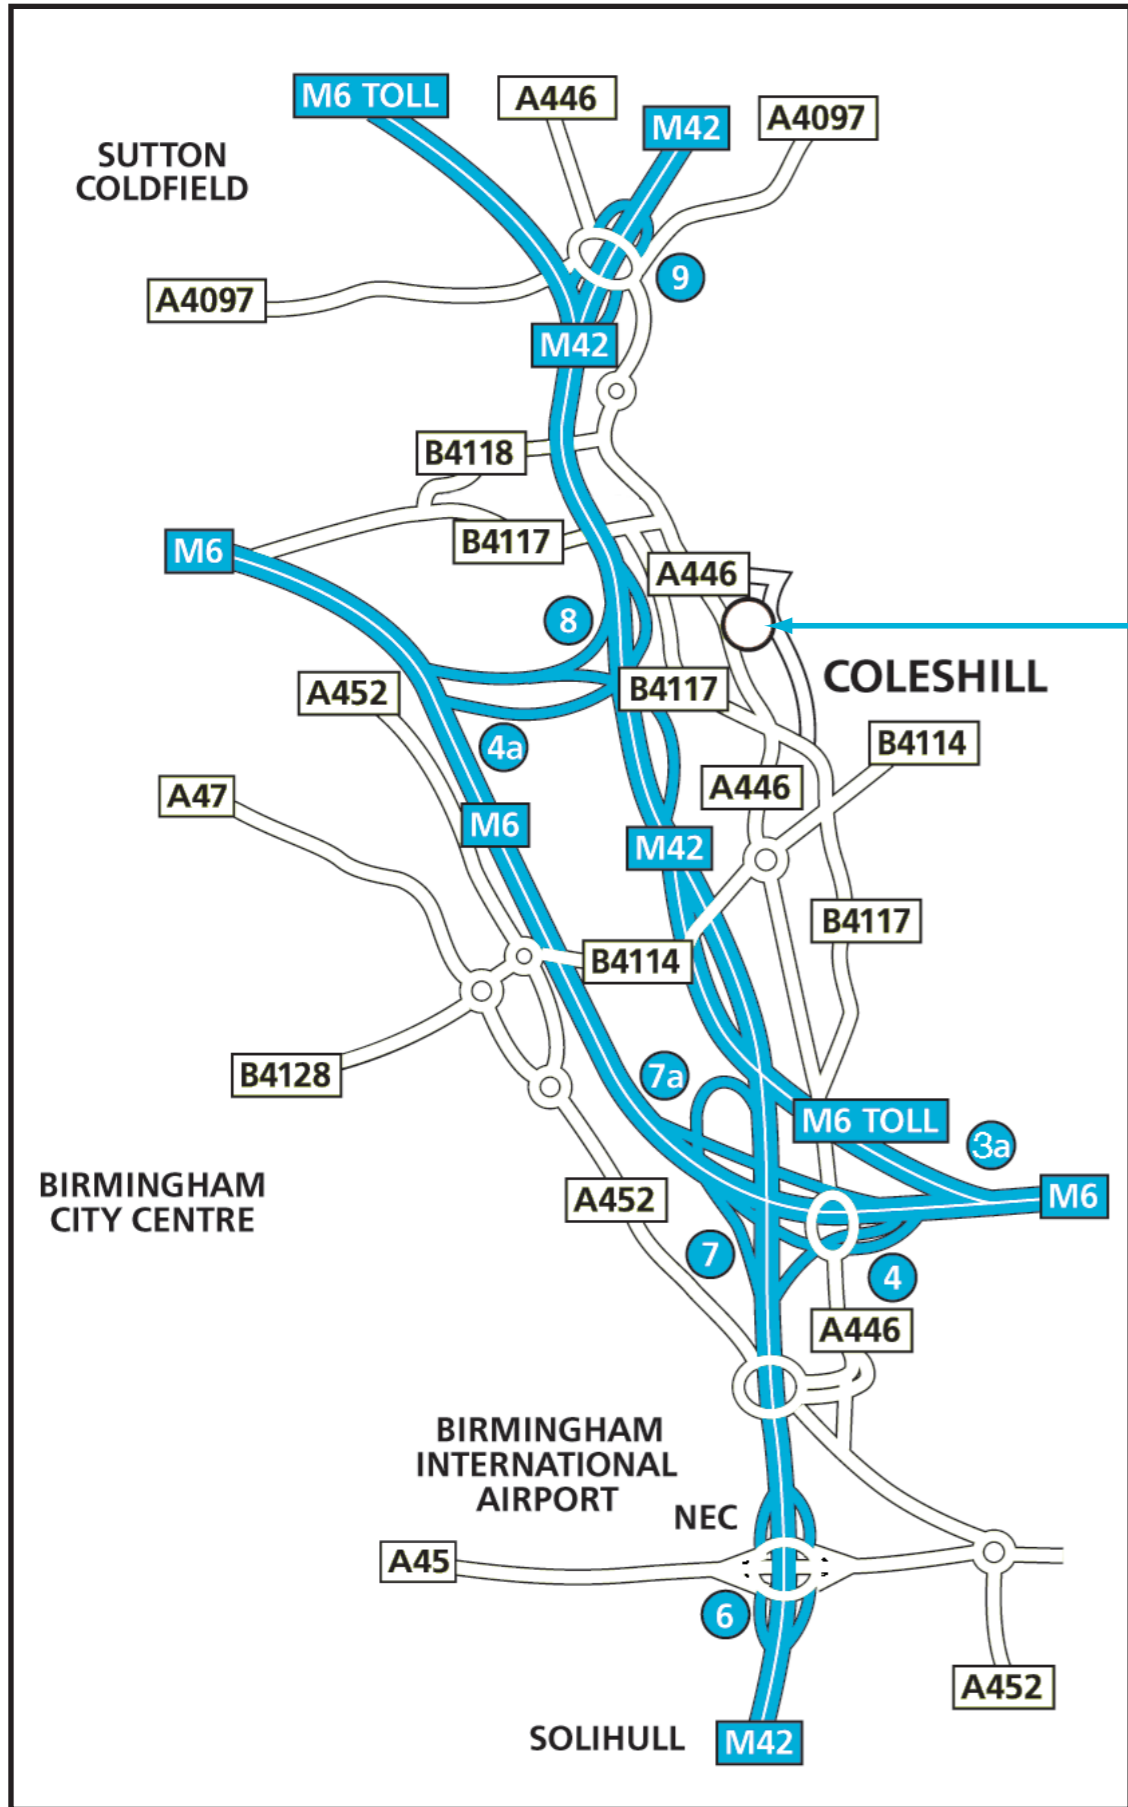 M6 TOLL
A446
M42
A4097
SUTTON
COLDFIELD
9
A4097
M42
B4118
B4117
M6
A446
8
COLESHILL
B4117
A452
4a
B4114
A446
A47
M6
M42
B4117
B4114
7a
B4128
M6 TOLL
3a
BIRMINGHAM
CITY CENTRE
A452
M6
7
4
A446
BIRMINGHAM
INTERNATIONAL
AIRPORT
NEC
A45
6
A452
SOLIHULL
M42